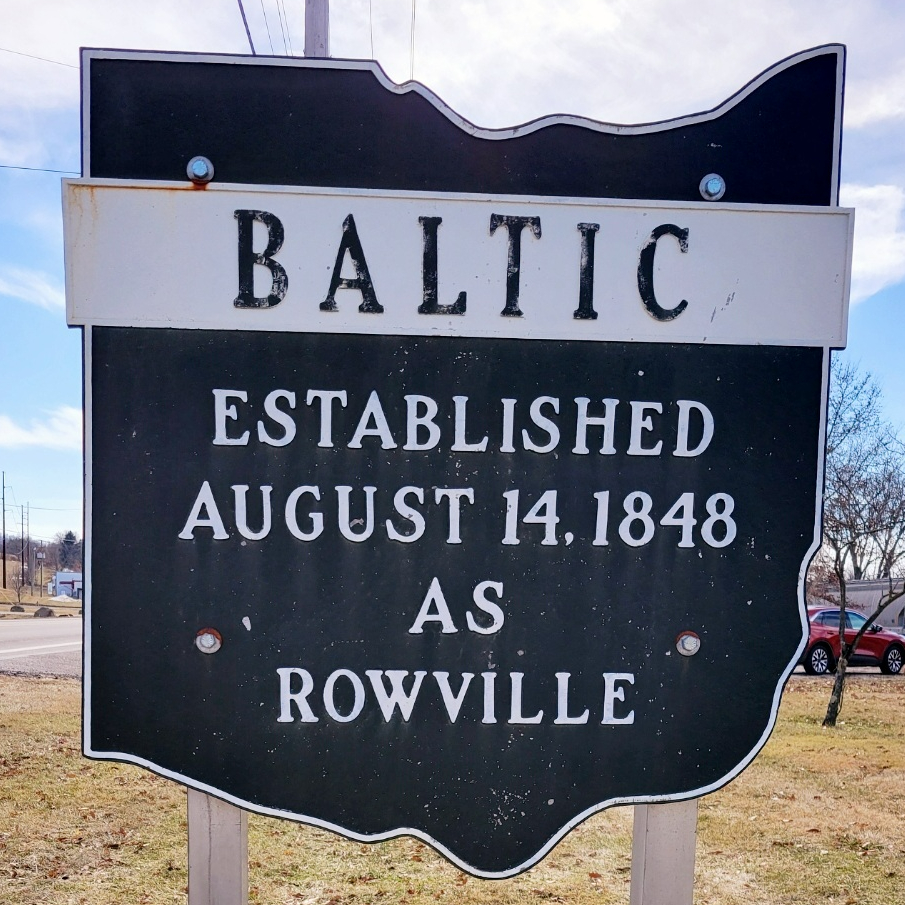 BALTIC
ESTABLISHED
AUGUST 14, 1848
AS
ROWVILLE